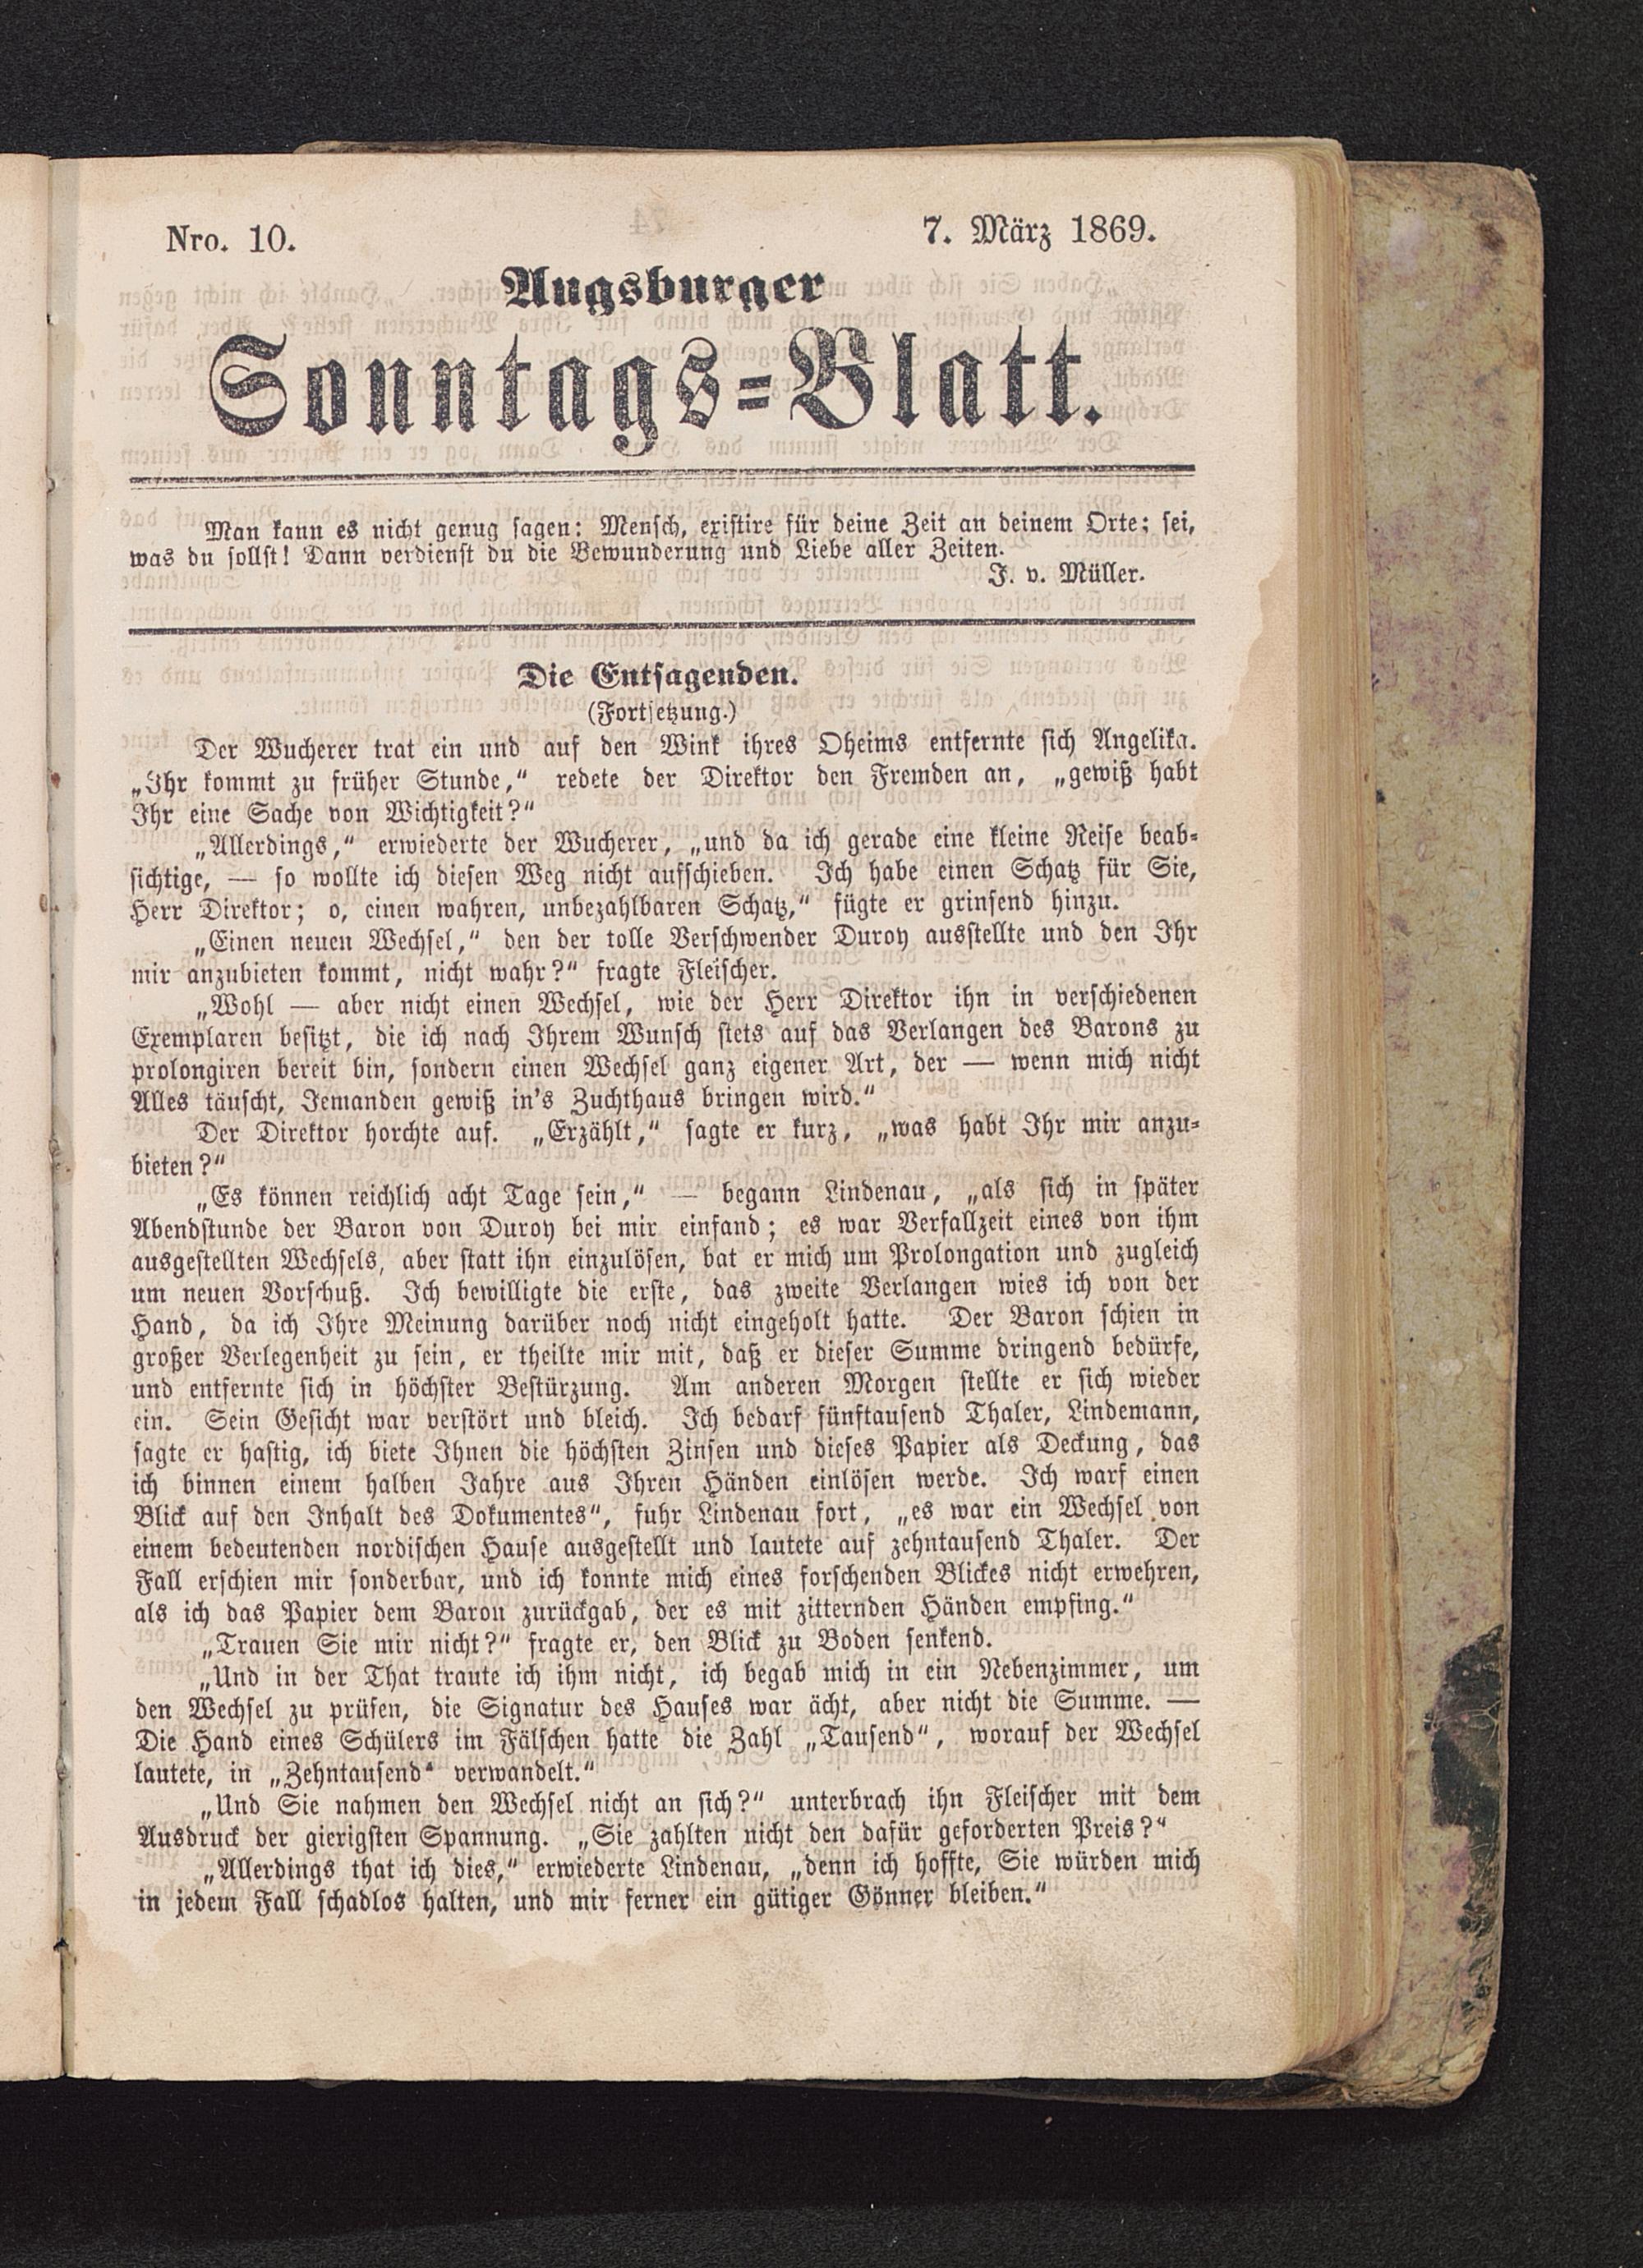 Nro. 10.
7. März 1869.
Augsburger
Sonntags-Blatt.
Man kann es nicht genug sagen: Mensch, existire für deine Zeit an deinem Orte; sei,
was du sollst! Dann verdienst du die Bewunderung und Liebe aller Zeiten.
J. v. Müller.
Die Entsagenden.
(Fortsetzung.)
Der Wucherer trat ein und auf den Wink ihres Oheims entfernte sich Angelika.
„Ihr kommt zu früher Stunde,“ redete der Direktor den Fremden an, „gewiß habt
Ihr eine Sache von Wichtigkeit?“
„Allerdings,“ erwiederte der Wucherer, „und da ich gerade eine kleine Reise beab-
sichtige, — so wollte ich diesen Weg nicht aufschieben. Ich habe einen Schatz für Sie,
Herr Direktor; o, einen wahren, unbezahlbaren Schatz,“ fügte er grinsend hinzu.
„Einen neuen Wechsel,“ den der tolle Verschwender Duroy ausstellte und den Ihr
mir anzubieten kommt, nicht wahr?“ fragte Fleischer.
„Wohl — aber nicht einen Wechsel, wie der Herr Direktor ihn in verschiedenen
Exemplaren besitzt, die ich nach Ihrem Wunsch stets auf das Verlangen des Barons zu
prolongiren bereit bin, sondern einen Wechsel ganz eigener Art, der — wenn mich nicht
Alles täuscht, Jemanden gewiß in's Zuchthaus bringen wird.“
Der Direktor horchte auf. „Erzählt,“ sagte er kurz, „was habt Ihr mir anzu-
bieten?“
„Es können reichlich acht Tage sein,“ — begann Lindenau, „als sich in später
Abendstunde der Baron von Duroy bei mir einfand; es war Verfallzeit eines von ihm
ausgestellten Wechsels, aber statt ihn einzulösen, bat er mich um Prolongation und zugleich
um neuen Vorschuß. Ich bewilligte die erste, das zweite Verlangen wies ich von der
Hand, da ich Ihre Meinung darüber noch nicht eingeholt hatte. Der Baron schien in
großer Verlegenheit zu sein, er theilte mir mit, daß er dieser Summe dringend bedürfe,
und entfernte sich in höchster Bestürzung. Am anderen Morgen stellte er sich wieder
ein. Sein Gesicht war verstört und bleich. Ich bedarf fünftausend Thaler, Lindemann,
sagte er hastig, ich biete Ihnen die höchsten Zinsen und dieses Papier als Deckung, das
ich binnen einem halben Jahre aus Ihren Händen einlösen werde. Ich warf einen
Blick auf den Inhalt des Dokumentes“, fuhr Lindenau fort, „es war ein Wechsel von
einem bedeutenden nordischen Hause ausgestellt und lautete auf zehntausend Thaler. Der
Fall erschien mir sonderbar, und ich konnte mich eines forschenden Blickes nicht erwehren,
als ich das Papier dem Baron zurückgab, der es mit zitternden Händen empfing.“
„Trauen Sie mir nicht?“ fragte er, den Blick zu Boden senkend.
„Und in der That traute ich ihm nicht, ich begab mich in ein Nebenzimmer, um
den Wechsel zu prüfen, die Signatur des Hauses war ächt, aber nicht die Summe. —
Die Hand eines Schülers im Fälschen hatte die Zahl „Tausend“, worauf der Wechsel
lautete, in „Zehntausend“ verwandelt.“
„Und Sie nahmen den Wechsel nicht an sich?“ unterbrach ihn Fleischer mit dem
Ausdruck der gierigsten Spannung. „Sie zahlten nicht den dafür geforderten Preis?“
„Allerdings that ich dies,“ erwiederte Lindenau, „denn ich hoffte, Sie würden mich
in jedem Fall schadlos halten, und mir ferner ein gütiger Gönner bleiben.“